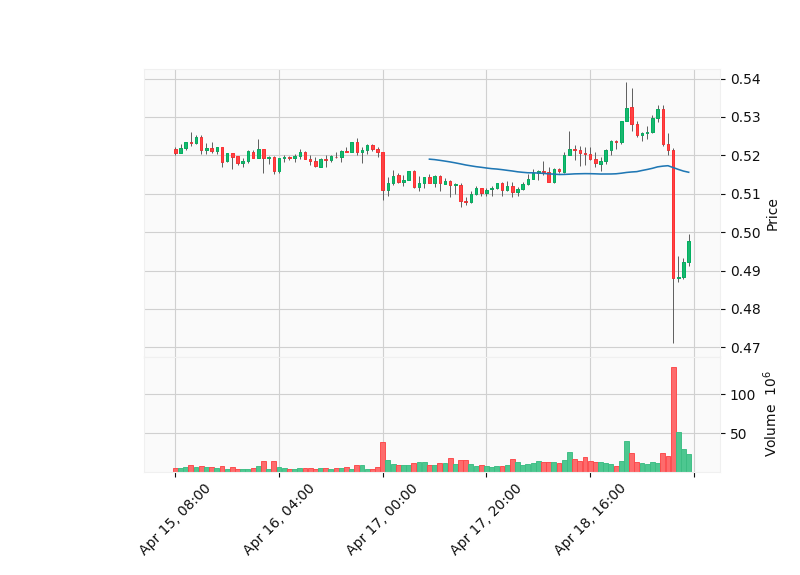 0.54
0.53
0.52
0.51
0.50
0.49
0.48
0.47
Price
100
50
Volume 10^6
Apr 15, 08:00
Apr 16, 04:00
Apr 17, 00:00
Apr 17, 20:00
Apr 18, 16:00